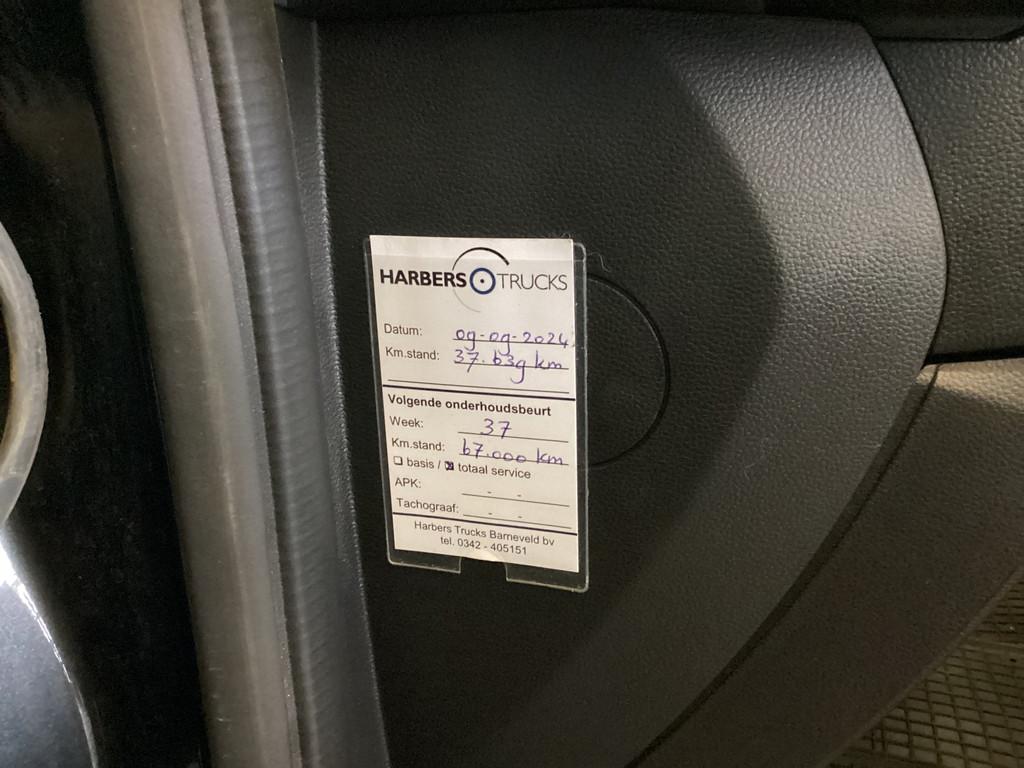 HARBERS TRUCKS
Datum: 09-09-2024
Km.stand: 37.639 km
Volgende onderhoudsbeurt
Week: 37
Km.stand: 67.000 km
☐ basis / ☒ totaal service
APK: - -
Tachograaf: - -
Harbers Trucks Barneveld bv
tel. 0342 - 405151